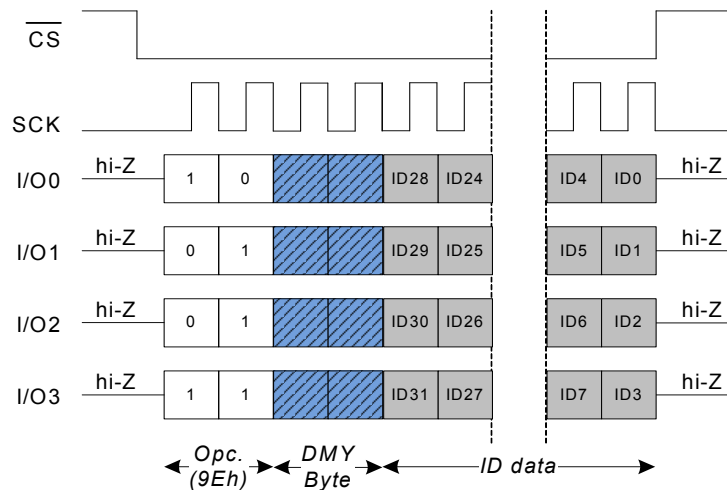 CS
SCK
hi-Z hi-Z
I/O0 1 0 ID28 ID24 ID4 ID0
hi-Z hi-Z
I/O1 0 1 ID29 ID25 ID5 ID1
hi-Z hi-Z
I/O2 0 1 ID30 ID26 ID6 ID2
hi-Z hi-Z
I/O3 1 1 ID31 ID27 ID7 ID3
Opc. DMY ID data
(9Eh) Byte